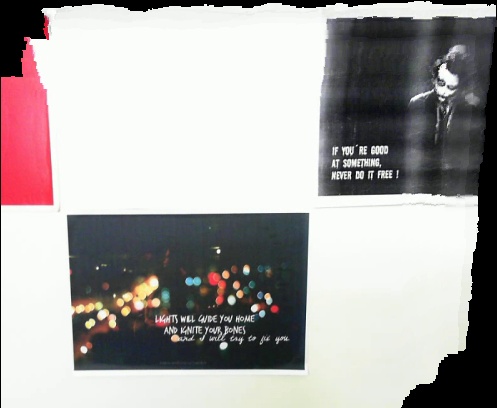 IF YOU´RE GOOD
AT SOMETHING,
NEVER DO IT FREE !
LIGHTS WILL GUIDE YOU HOME
AND IGNITE YOUR BONES
and I will try to fix you